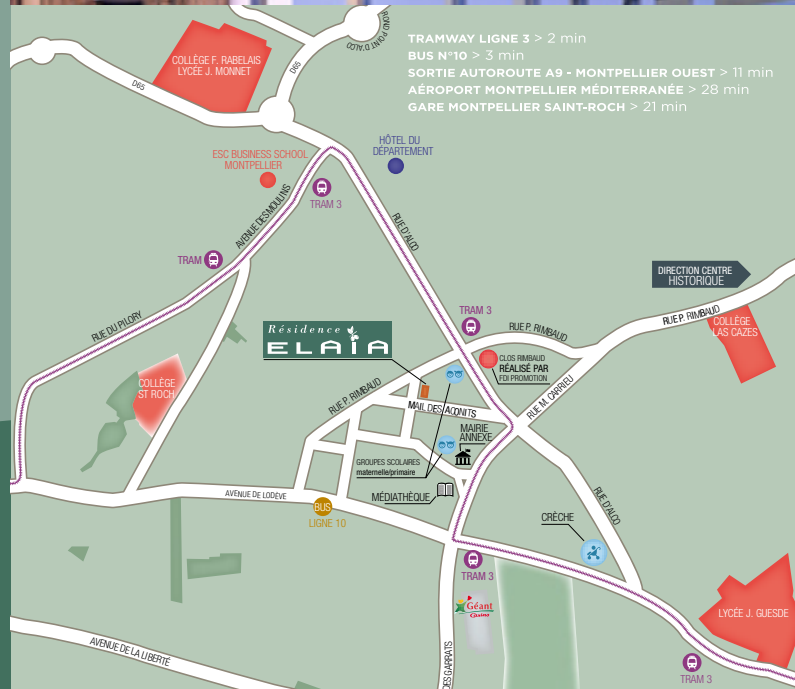 TRAMWAY LIGNE 3 > 2 min
BUS N°10 > 3 min
SORTIE AUTOROUTE A9 - MONTPELLIER OUEST > 11 min
AÉROPORT MONTPELLIER MÉDITERRANÉE > 28 min
GARE MONTPELLIER SAINT-ROCH > 21 min
ROND POINT D'ALCO
COLLÈGE F. RABELAIS
LYCÉE J. MONNET
D65
D65
HÔTEL DU
DÉPARTEMENT
ESC BUSINESS SCHOOL
MONTPELLIER
TRAM 3
AVENUE DES MOULINS
RUE D'ALCO
TRAM
DIRECTION CENTRE
HISTORIQUE
RUE DU PILORY
TRAM 3
RUE P. RIMBAUD
RUE P. RIMBAUD
COLLÈGE
LAS CAZES
Résidence
ELAIA
CLOS RIMBAUD
RÉALISÉ PAR
FDI PROMOTION
COLLÈGE
ST ROCH
RUE P. RIMBAUD
RUE M. CARRIEU
MAIL DES ACONITS
MAIRIE
ANNEXE
GROUPES SCOLAIRES
maternelle/primaire
MÉDIATHÈQUE
AVENUE DE LODÈVE
BUS
LIGNE 10
RUE D'ALCO
CRÈCHE
TRAM 3
Géant
Casino
LYCÉE J. GUESDE
AVENUE DE LA LIBERTÉ
DES GARRATS
TRAM 3